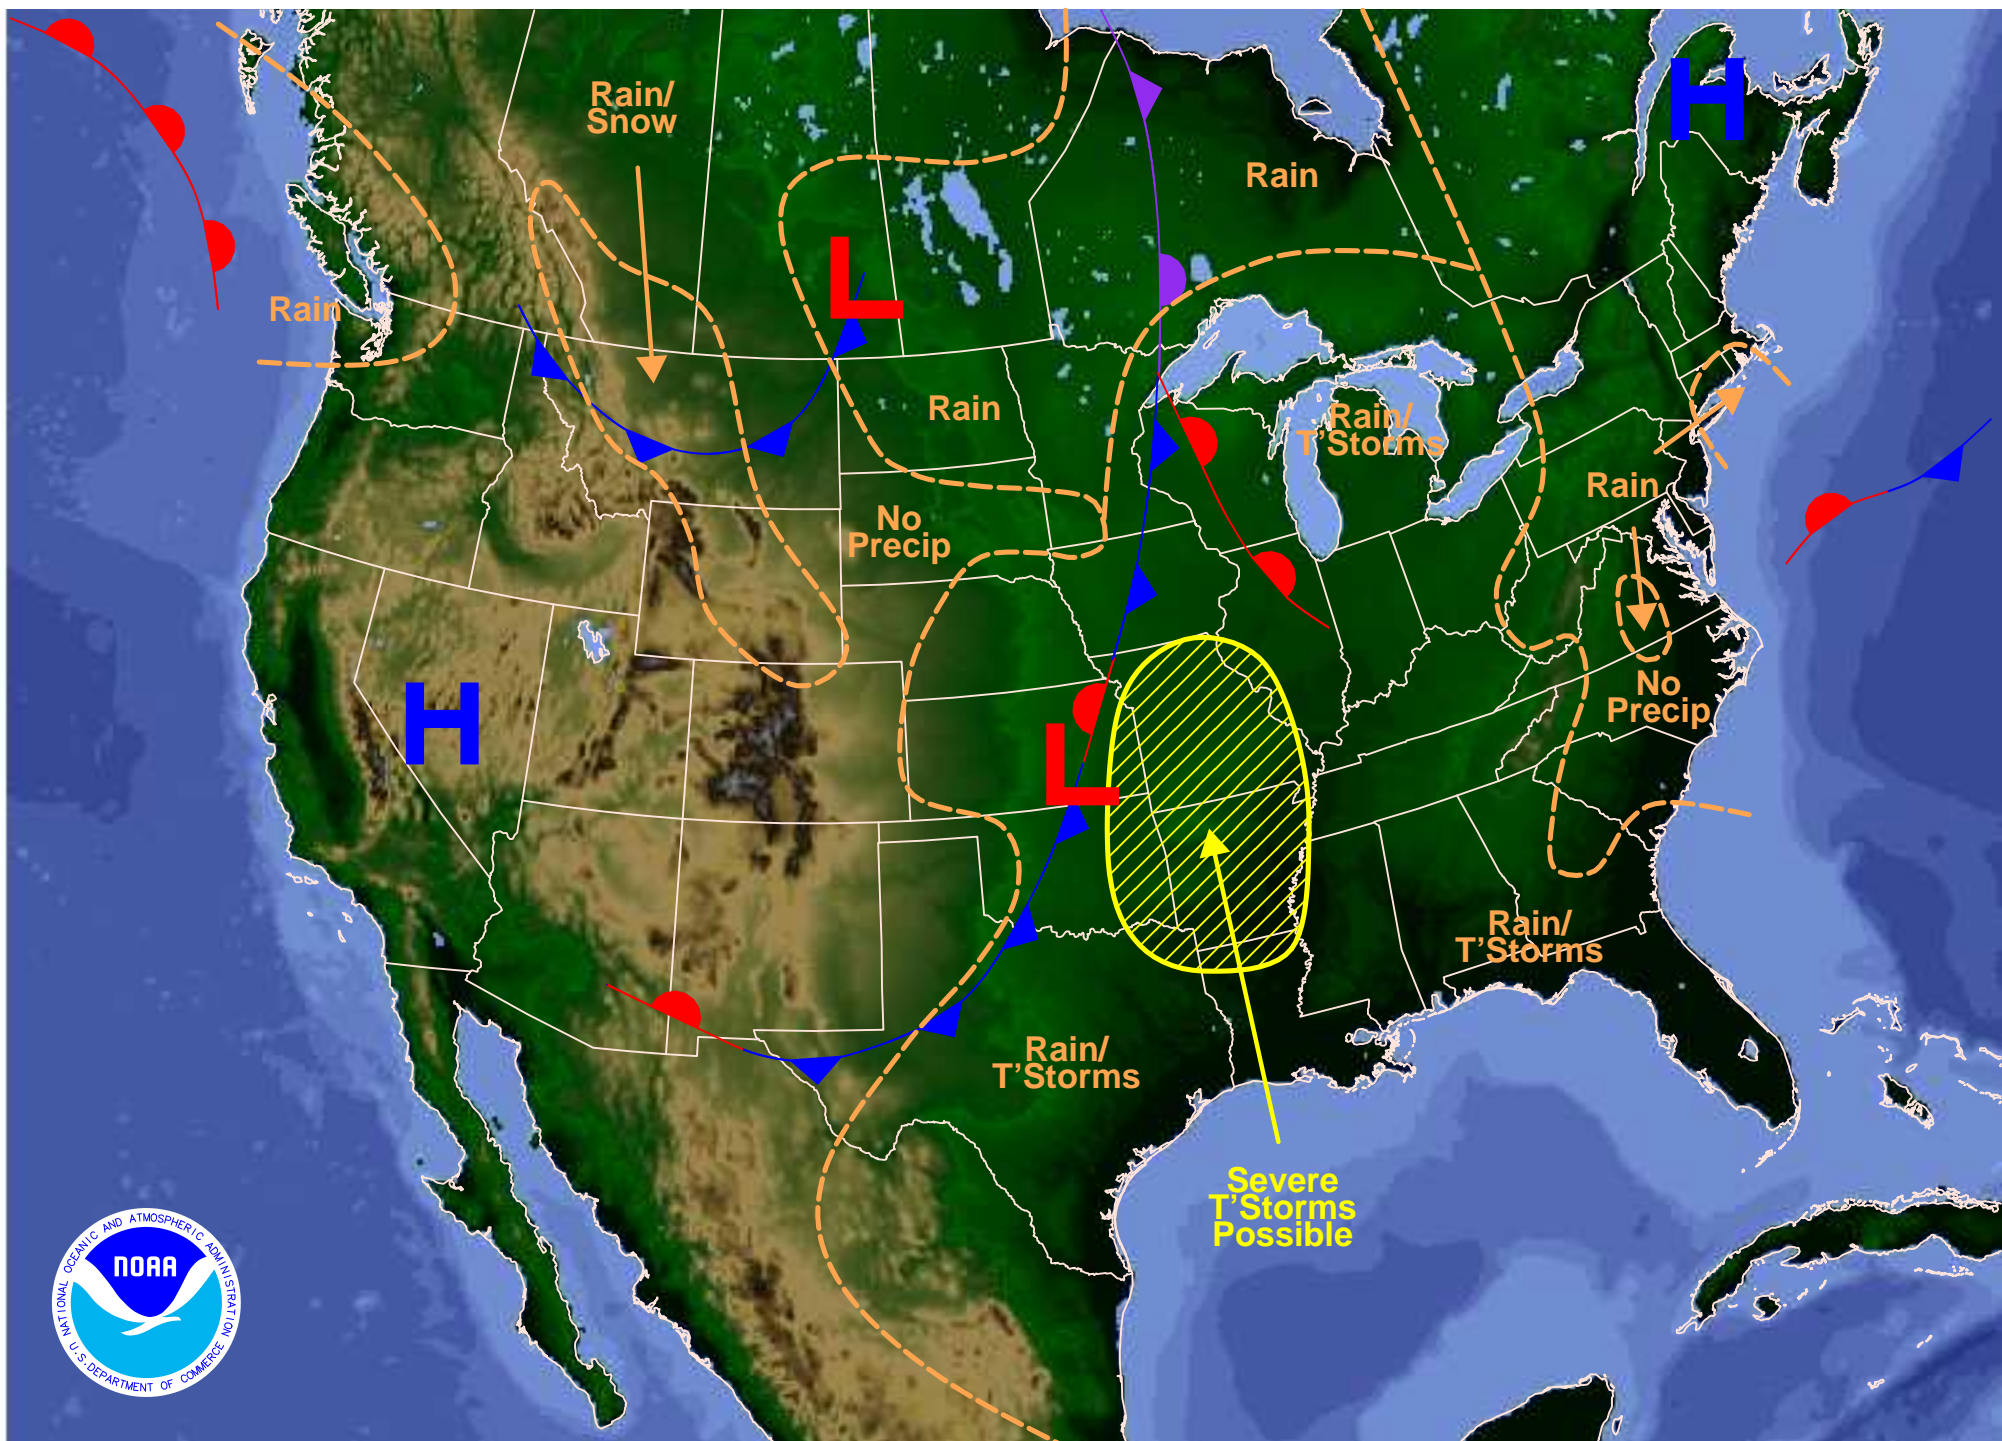 Rain/
Snow
H
Rain
L
Rain
Rain
Rain/
T'Storms
Rain
No
Precip
No
Precip
H
L
Rain/
T'Storms
Rain/
T'Storms
Severe
T'Storms
Possible
NATIONAL OCEANIC AND ATMOSPHERIC ADMINISTRATION
NOAA
U.S. DEPARTMENT OF COMMERCE